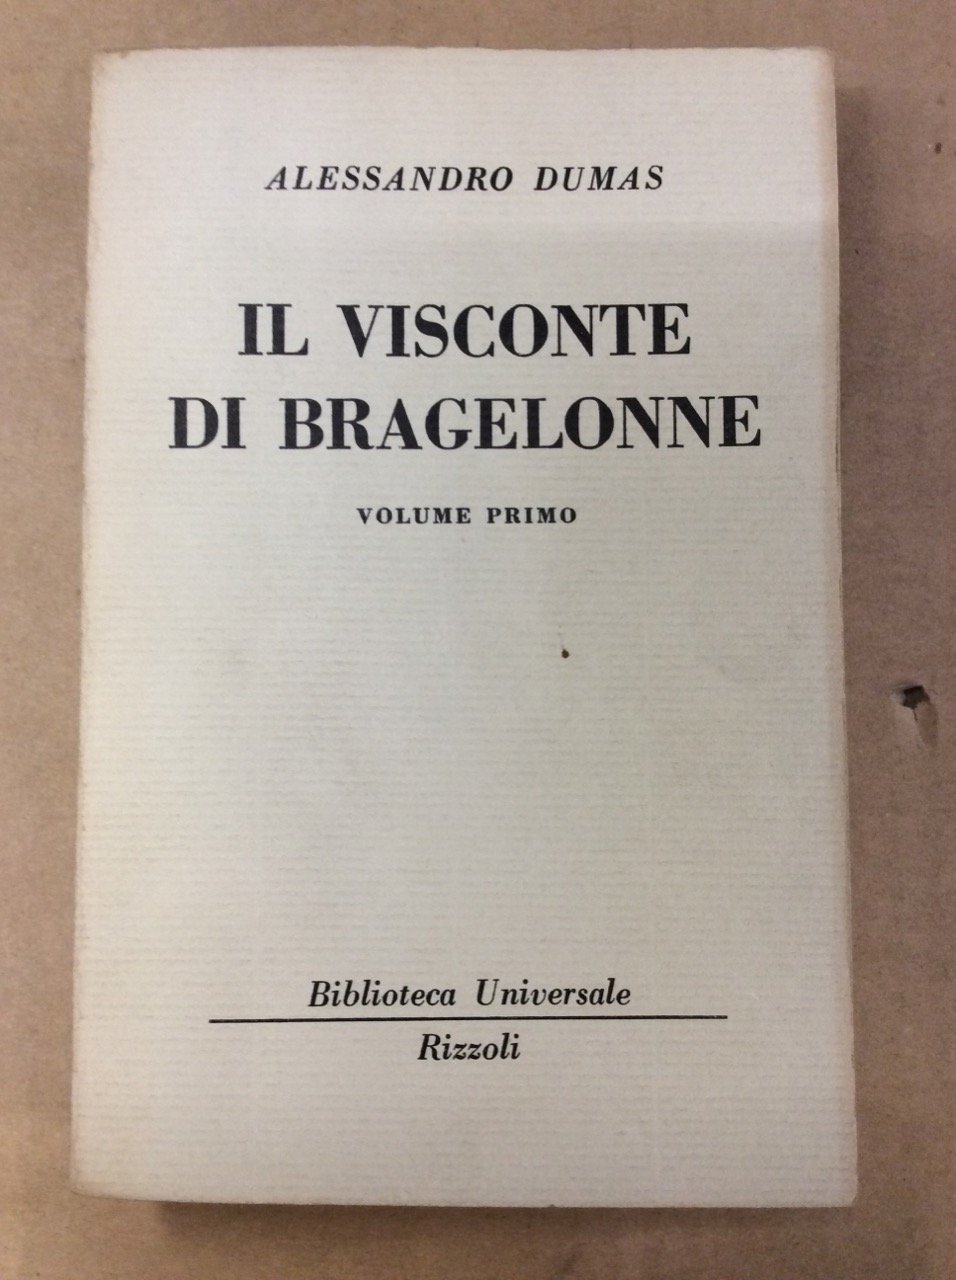 ALESSANDRO DUMAS
IL VISCONTE
DI BRAGELONNE
VOLUME PRIMO
Biblioteca Universale
Rizzoli